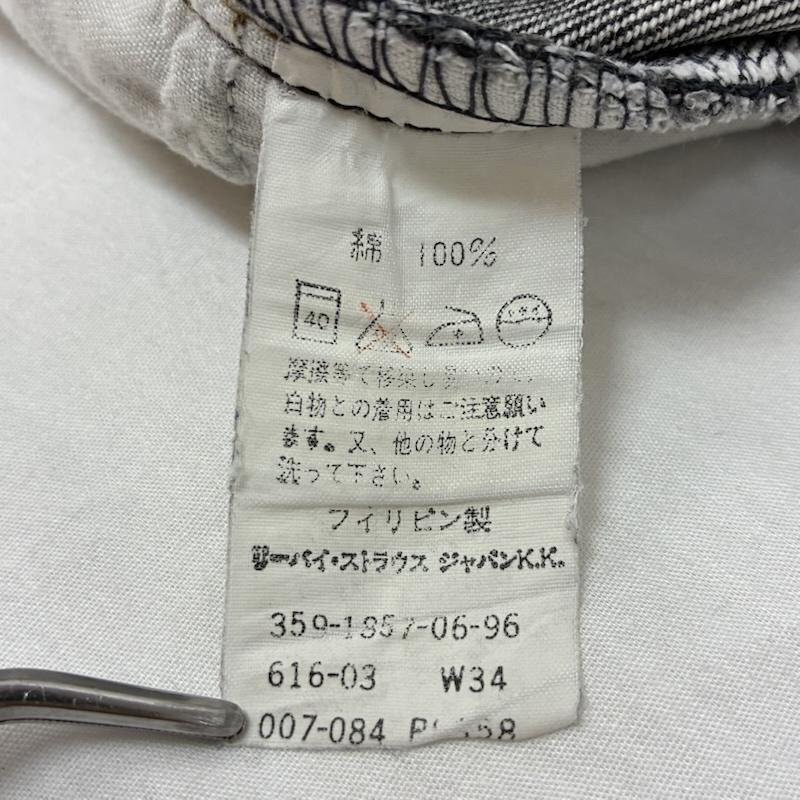 綿 100%
40 ドライ
摩擦等で移染し易いので、
白物との着用はご注意願い
ます。又、他の物と分けて
洗って下さい。
フィリピン製
リーバイ・ストラウス ジャパンK.K.
359-1857-06-96
616-03 W34
007-084